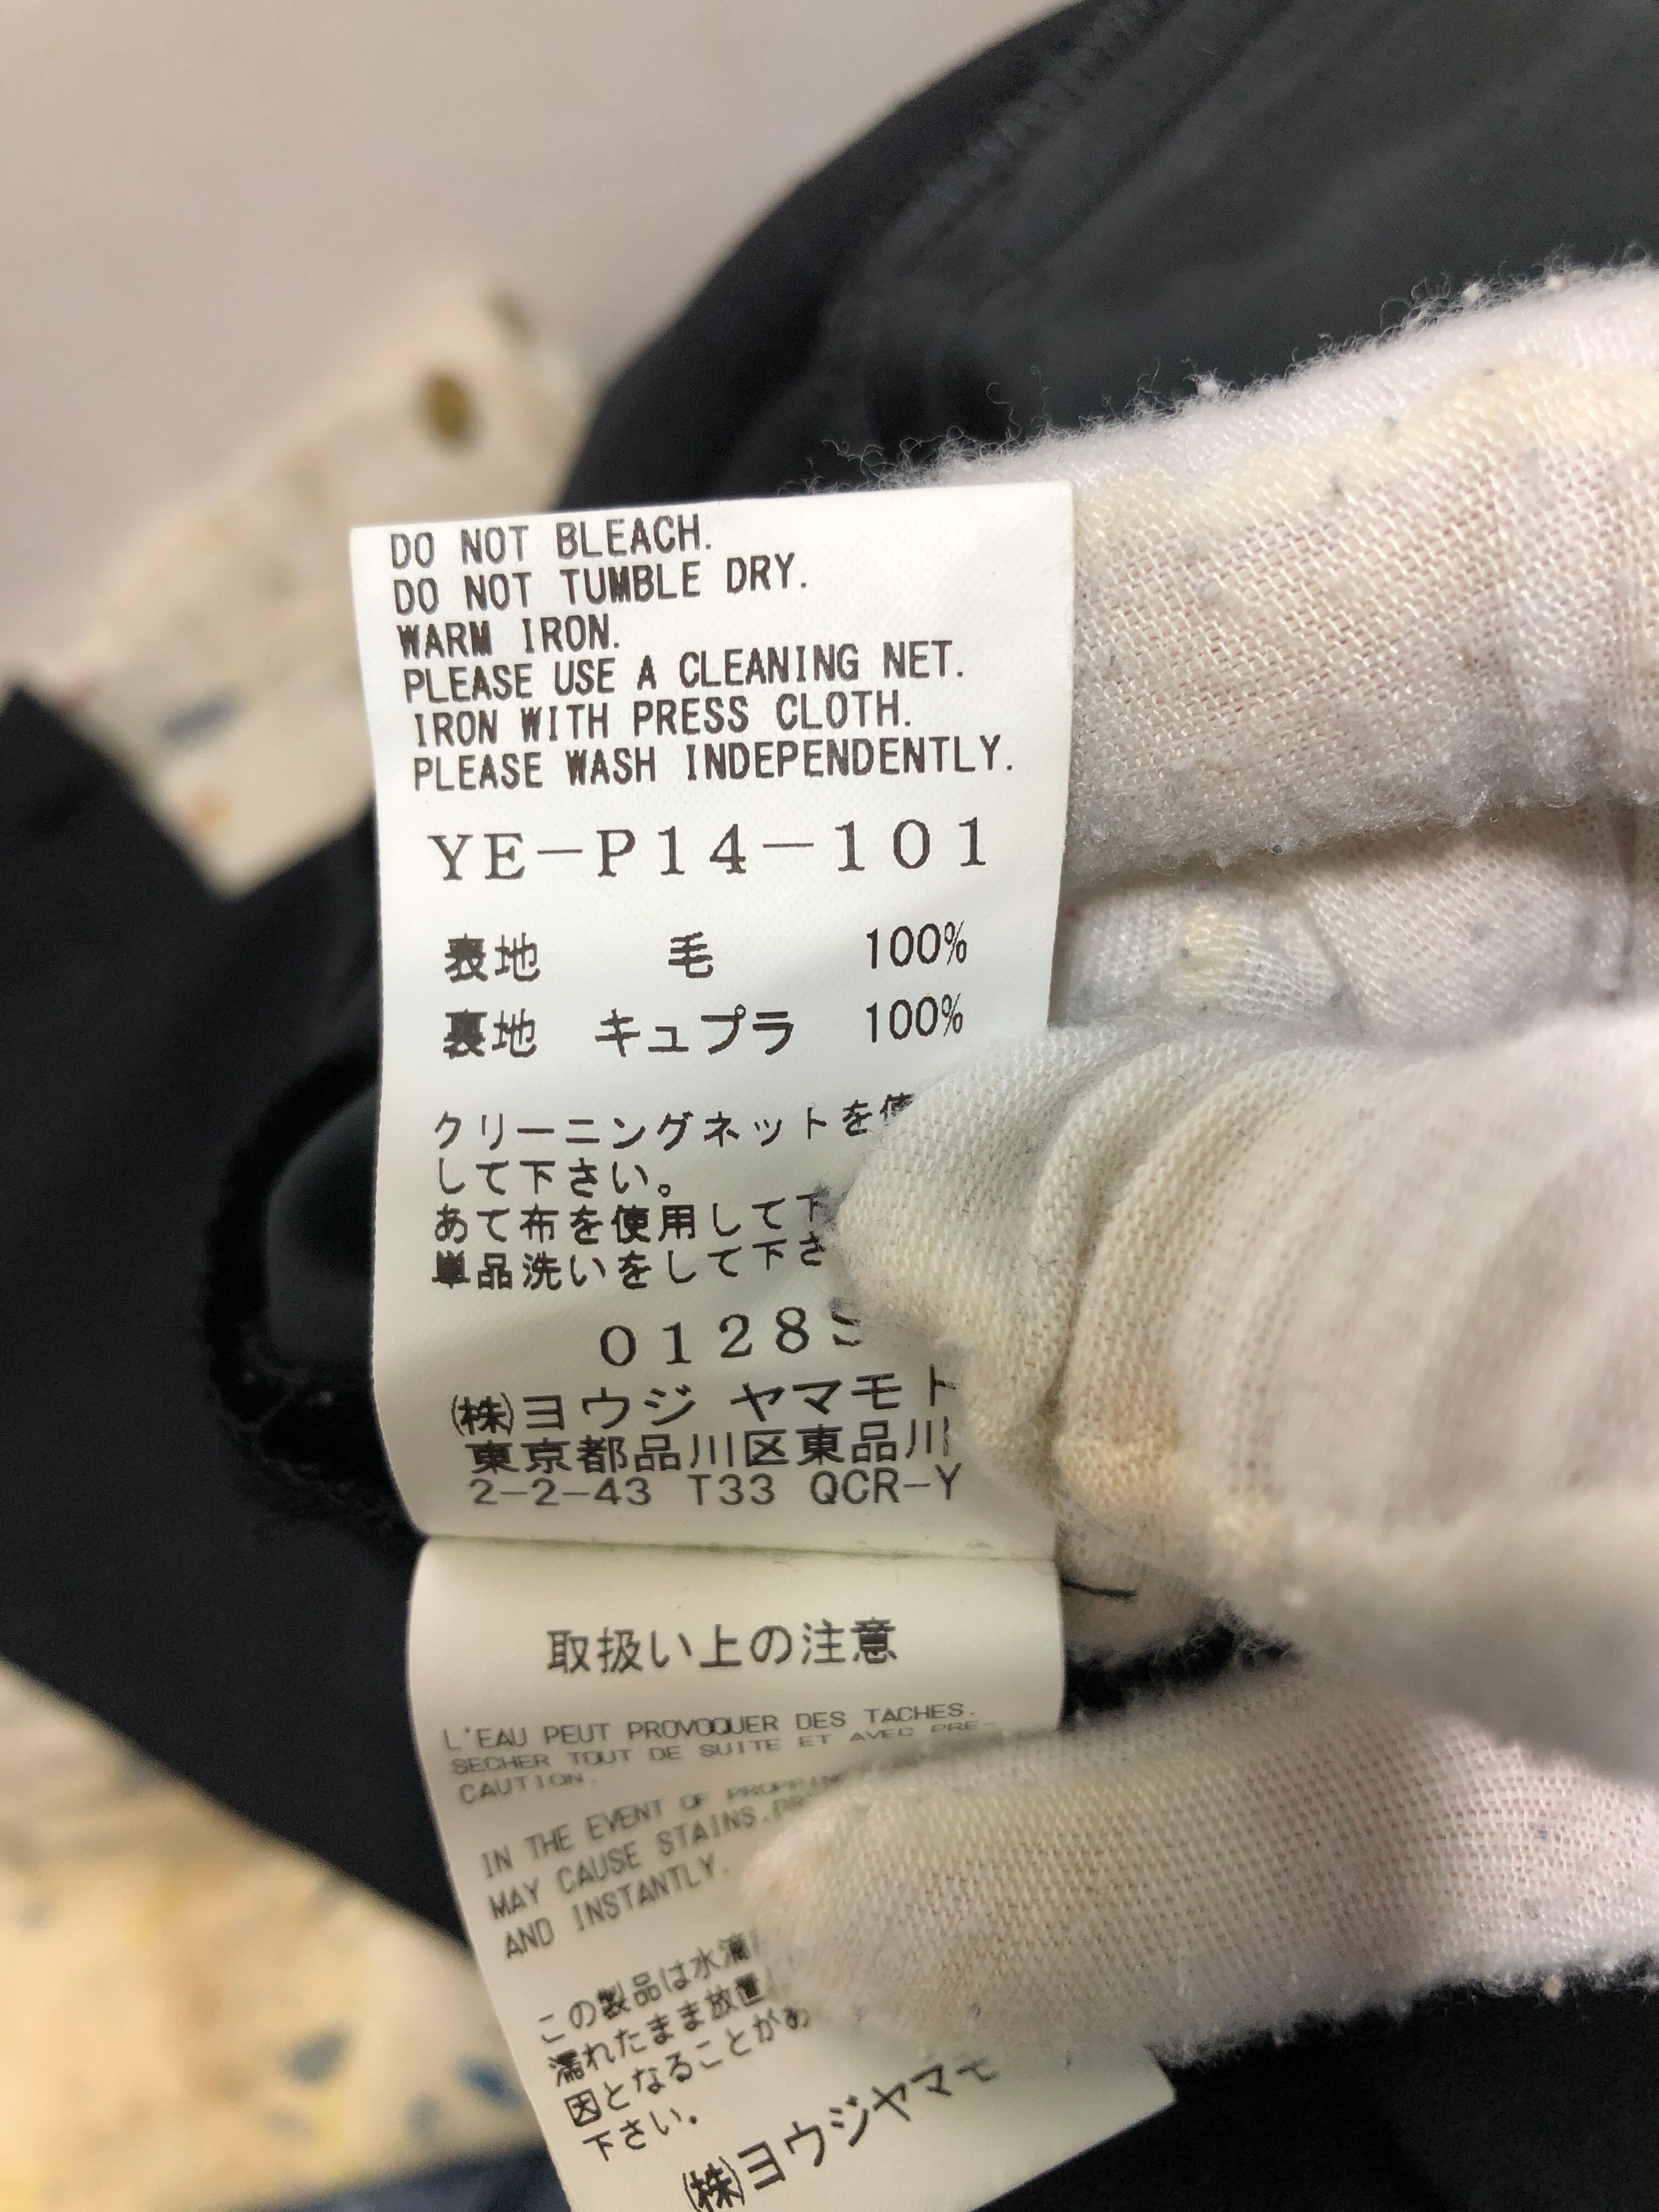 DO NOT BLEACH.
DO NOT TUMBLE DRY.
WARM IRON.
PLEASE USE A CLEANING NET.
IRON WITH PRESS CLOTH.
PLEASE WASH INDEPENDENTLY.
YE-P14-101
表地 毛 100%
裏地 キュプラ 100%
クリーニングネットを使
して下さい。
あて布を使用して下
単品洗いをして下さ
0128
㈱ヨウジ ヤマモト
東京都品川区東品川
2-2-43 T33 QCR-Y
取扱い上の注意
L'EAU PEUT PROVOQUER DES TACHES.
SECHER TOUT DE SUITE ET AVEC PRE-
CAUTION.
IN THE EVENT OF
MAY CAUSE STAINS.
AND INSTANTLY.
この製品は水滴
濡れたまま放置
因となることがあ
下さい。
㈱ヨウジヤマモ